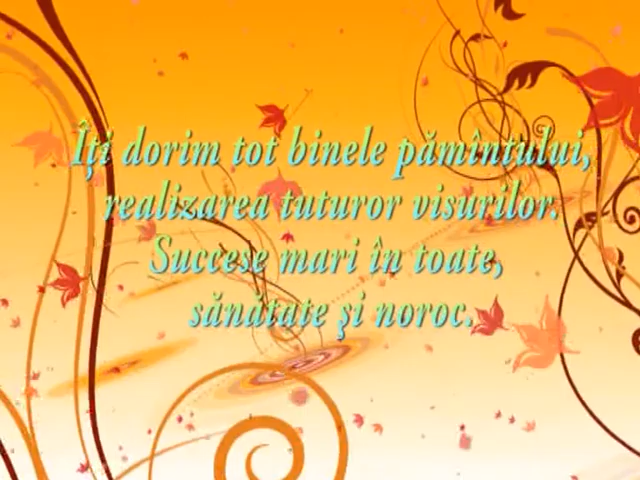 Îți dorim tot binele pămîntului,
realizarea tuturor visurilor.
Succese mari în toate,
sănătate și noroc.